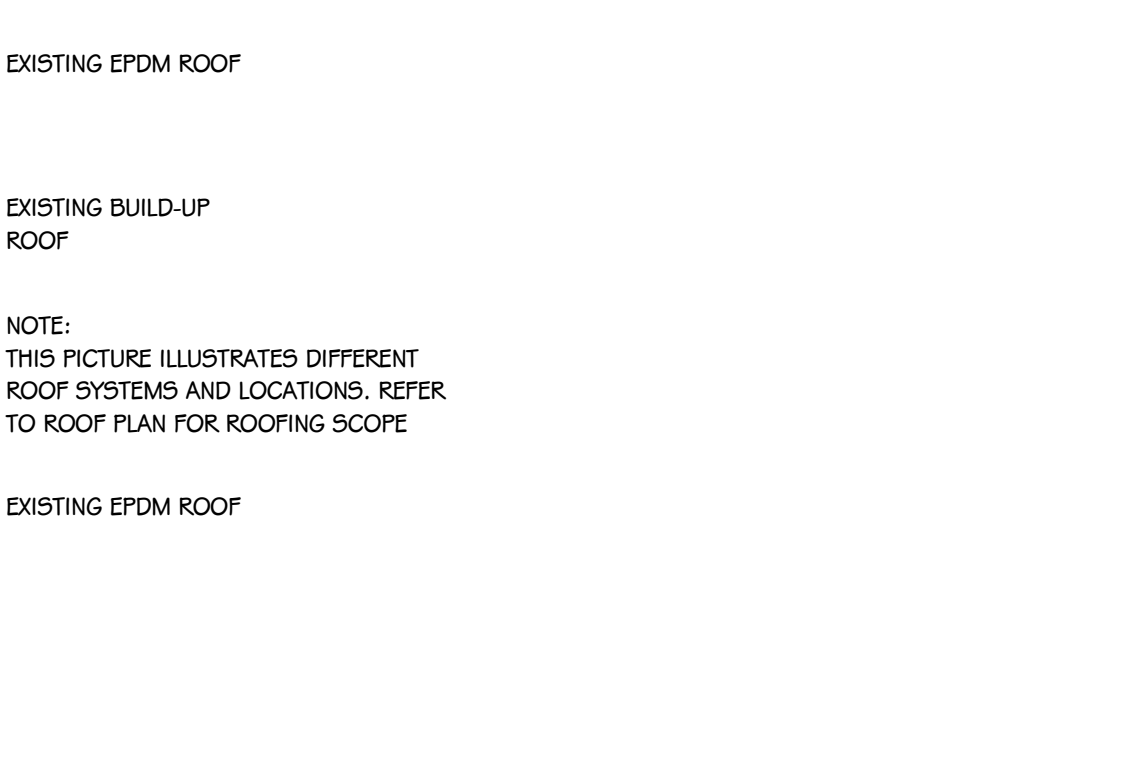 EXISTING EPDM ROOF
EXISTING BUILD-UP
ROOF
NOTE:
THIS PICTURE ILLUSTRATES DIFFERENT
ROOF SYSTEMS AND LOCATIONS. REFER
TO ROOF PLAN FOR ROOFING SCOPE
EXISTING EPDM ROOF